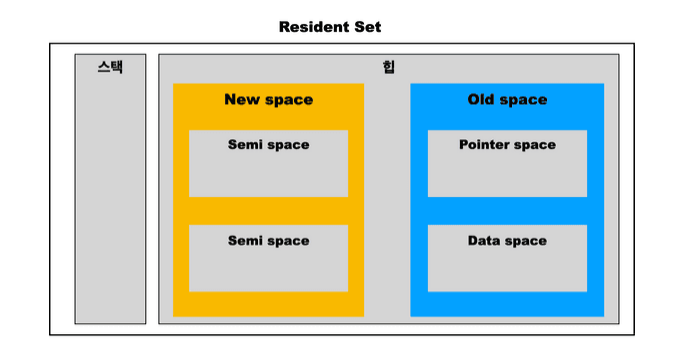 Resident Set
스택
힙
New space
Semi space
Semi space
Old space
Pointer space
Data space